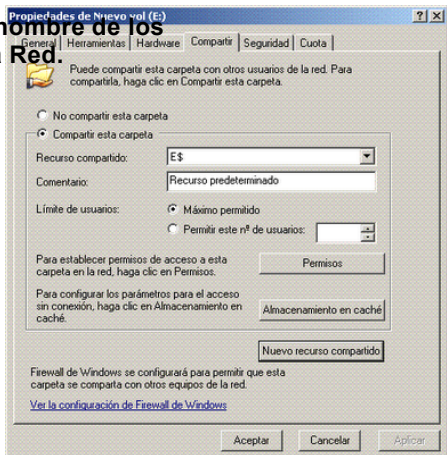 Propiedades de Nuevo vol (E:)
nombre de los
Red.
General Herramientas Hardware Compartir Seguridad Cuota
Puede compartir esta carpeta con otros usuarios de la red. Para
compartirla, haga clic en Compartir esta carpeta.
No compartir esta carpeta
Compartir esta carpeta
Recurso compartido: E$
Comentario: Recurso predeterminado
Límite de usuarios: Máximo permitido
Permitir este nº de usuarios:
Para establecer permisos de acceso a esta
carpeta en la red, haga clic en Permisos.
Permisos
Para configurar los parámetros para el acceso
sin conexión, haga clic en Almacenamiento en
caché.
Almacenamiento en caché
Nuevo recurso compartido
Firewall de Windows se configurará para permitir que esta
carpeta se comparta con otros equipos de la red.
Ver la configuración de Firewall de Windows
Aceptar Cancelar Aplicar